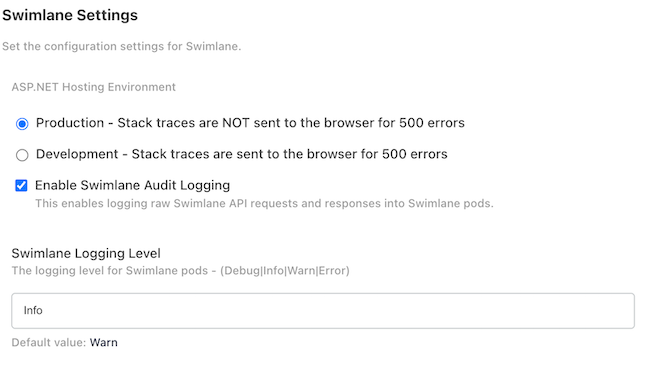 Swimlane Settings
Set the configuration settings for Swimlane.
ASP.NET Hosting Environment
Production - Stack traces are NOT sent to the browser for 500 errors
Development - Stack traces are sent to the browser for 500 errors
Enable Swimlane Audit Logging
This enables logging raw Swimlane API requests and responses into Swimlane pods.
Swimlane Logging Level
The logging level for Swimlane pods - (Debug|Info|Warn|Error)
Info
Default value: Warn